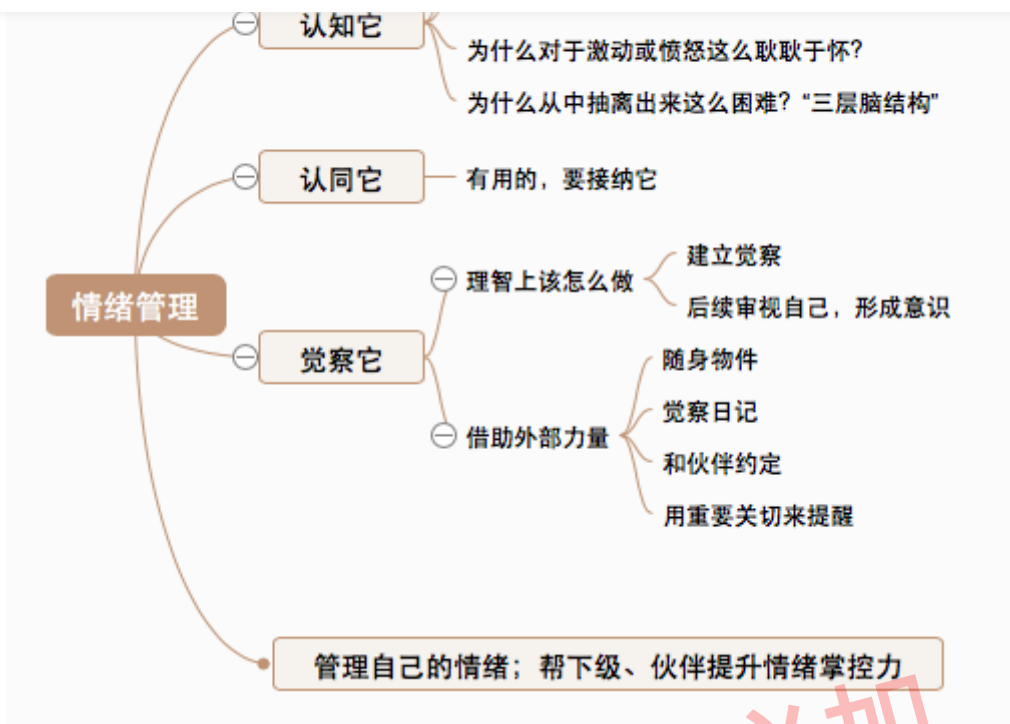 认知它
为什么对于激动或愤怒这么耿耿于怀？
为什么从中抽离出来这么困难？“三层脑结构”
认同它
有用的，要接纳它
情绪管理
觉察它
理智上该怎么做
建立觉察
后续审视自己，形成意识
借助外部力量
随身物件
觉察日记
和伙伴约定
用重要关切来提醒
管理自己的情绪；帮下级、伙伴提升情绪掌控力